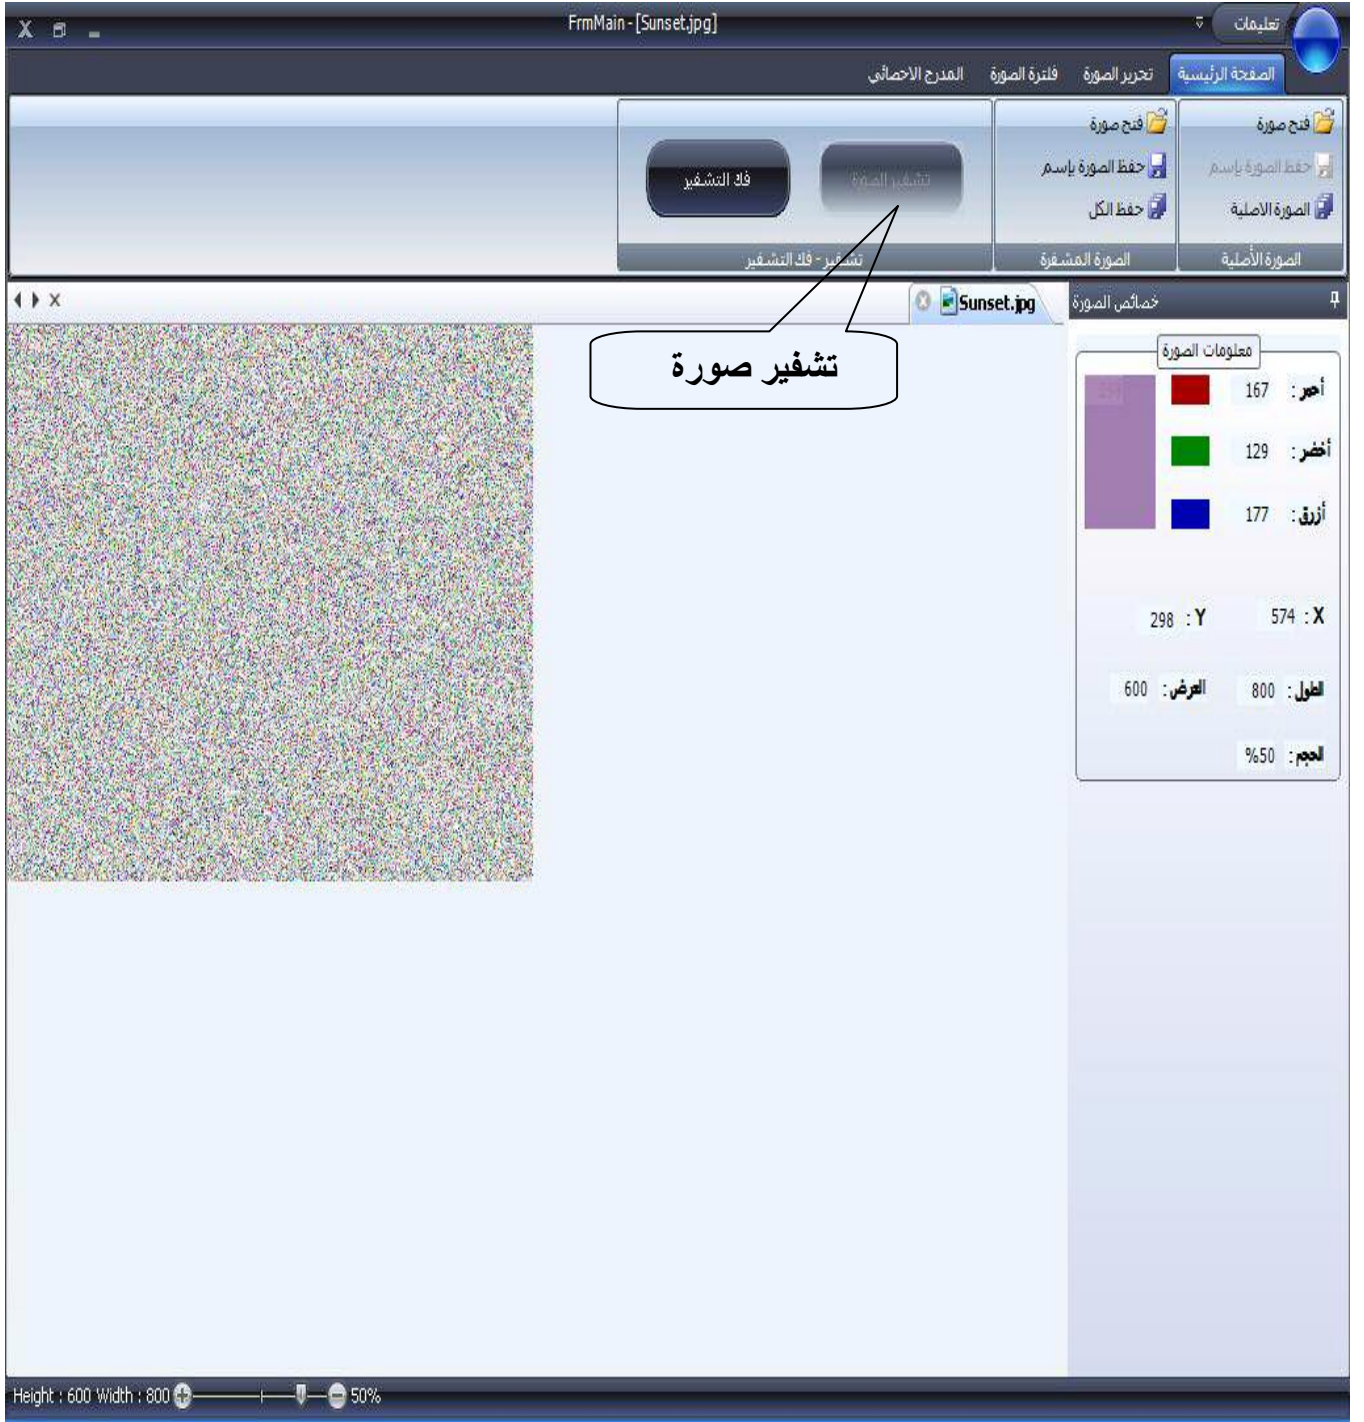 FrmMain - [Sunset.jpg]
تعليمات
الصفحة الرئيسية
تحرير الصورة
فلترة الصورة
المدرج الاحصائى
فتح صورة
حفظ الصورة بإسم
الصورة الاصلية
الصورة الأصلية
فتح صورة
حفظ الصورة بإسم
حفظ الكل
الصورة المشفرة
تشفير الصورة
فك التشفير
تشفير - فك التشفير
خصائص الصورة
Sunset.jpg
تشفير صورة
معلومات الصورة
أحمر : 167
أخضر : 129
أزرق : 177
X : 574 Y : 298
الطول : 800 العرض : 600
الحجم : 50%
Height : 600 Width : 800 50%